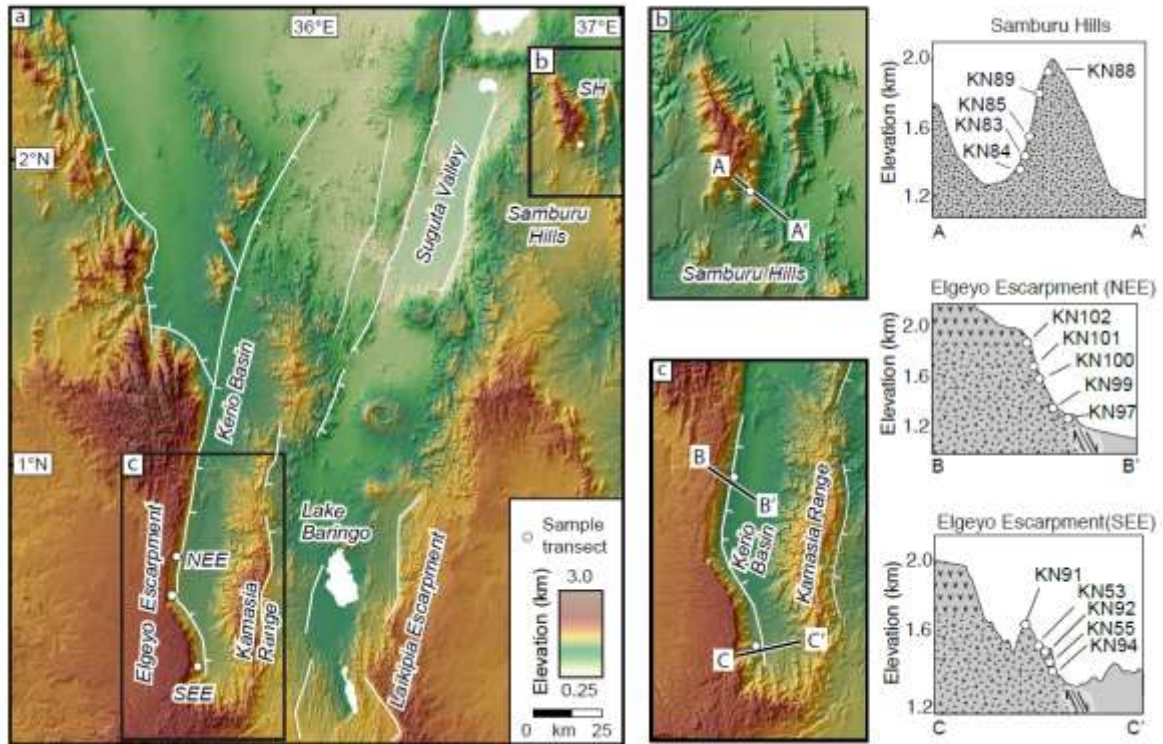 a
36°E
37°E
b
SH
2°N
Suguta Valley
Samburu
Hills
Kerio Basin
1°N
c
Lake
Baringo
NEE
Elgeyo Escarpment
Kamasia
Range
SEE
Laikipia Escarpment
Sample
transect
Elevation (km)
3.0
0.25
0 km 25
b
A
A'
Samburu Hills
c
B
B'
Kerio
Basin
Kamasia Range
C
C'
Samburu Hills
Elevation (km)
2.0
1.6
1.2
KN89
KN88
KN85
KN83
KN84
A
A'
Elgeyo Escarpment (NEE)
Elevation (km)
2.0
1.6
1.2
KN102
KN101
KN100
KN99
KN97
B
B'
Elgeyo Escarpment(SEE)
Elevation (km)
2.0
1.6
1.2
KN91
KN53
KN92
KN55
KN94
C
C'